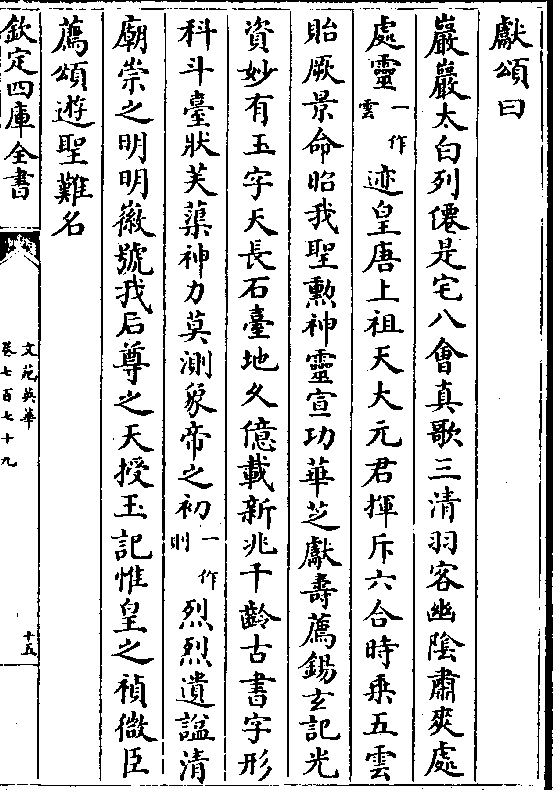 獻頌曰
巖巖太白列僊是宅八會真歌三清羽客幽陰肅爽處
處靈一作雲迹皇唐上祖天大元君揮斥六合時乘五雲
貽厥景命昭我聖勲神靈宣功華芝獻壽薦錫玄記光
資妙有玉字天長石臺地久億載新兆千齡古書字形
科斗臺狀芙蕖神力莫測象帝之初一作則烈烈遺諡清
廟崇之明明徽號我后尊之天授玉記惟皇之禎微臣
薦頌遊聖難名
欽定四庫全書
文苑英華
卷七百七十九
十五